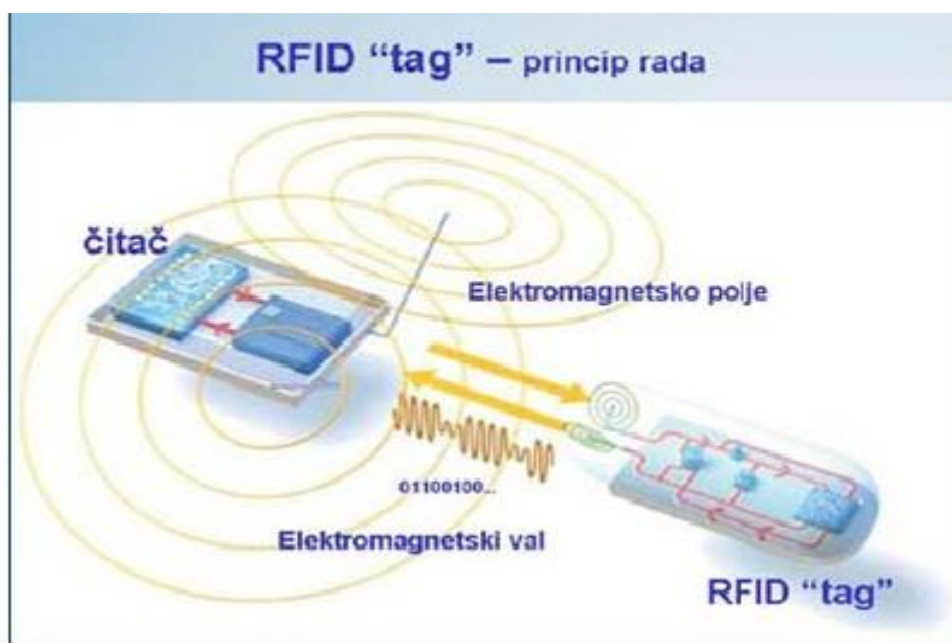 RFID “tag” – princip rada
čitač
Elektromagnetsko polje
01100100...
Elektromagnetski val
RFID “tag”